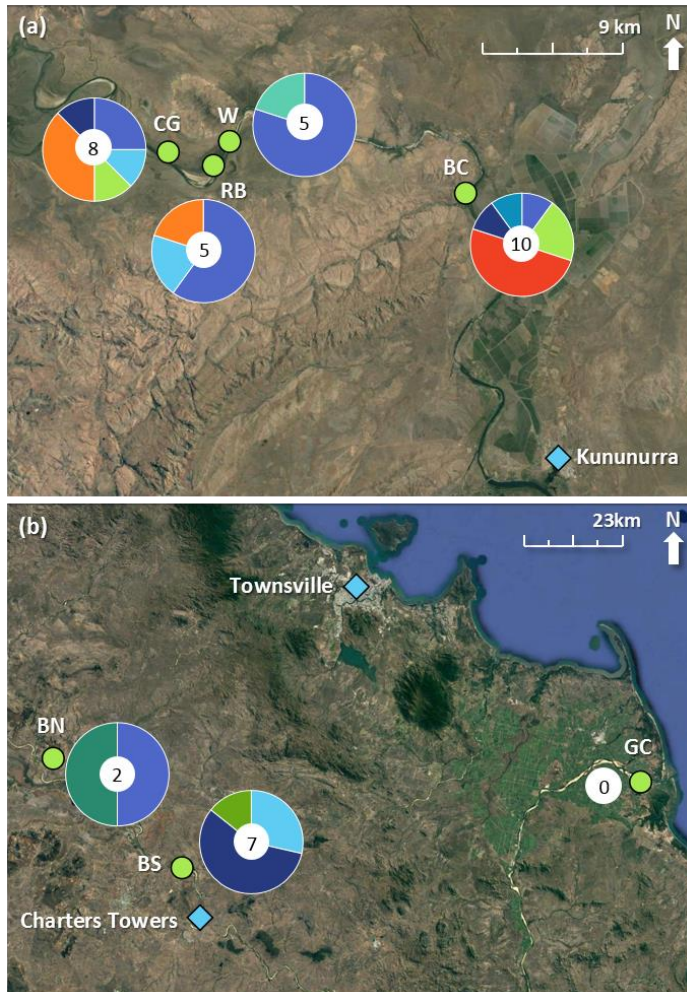 (a)
9 km
N
CG
W
5
8
RB
BC
5
10
Kununurra
(b)
23km
N
Townsville
BN
GC
2
0
7
BS
Charters Towers